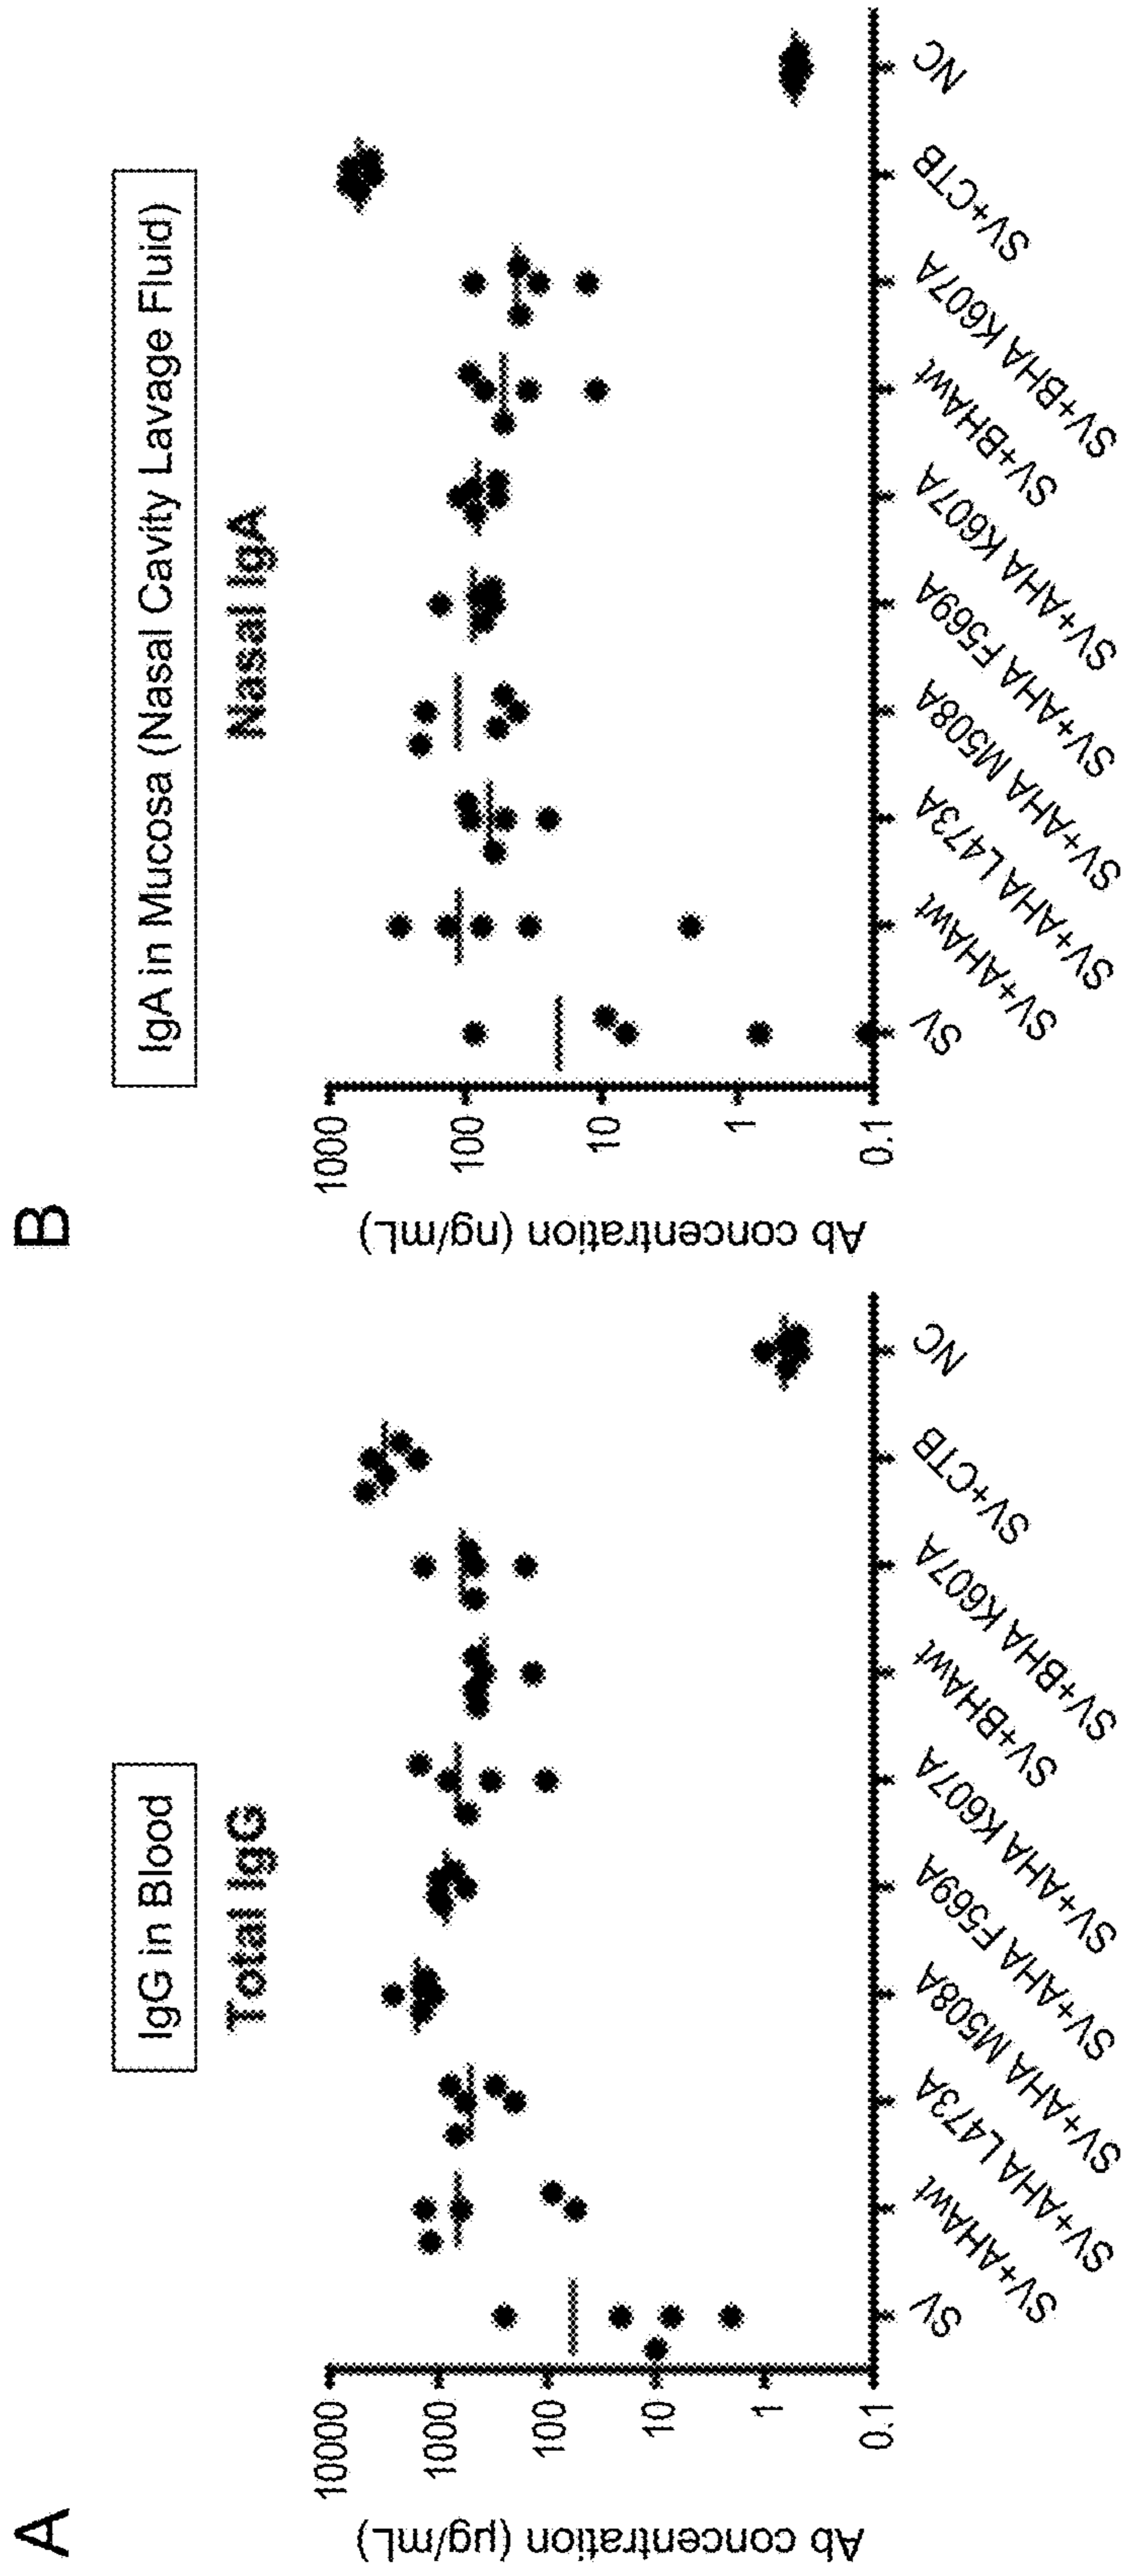 A
IgG in Blood
Total IgG
Ab concentration (µg/mL)
10000
1000
100
10
1
0.1
SV
SV+AHAwt
SV+AHA L473A
SV+AHA M508A
SV+AHA F569A
SV+AHA K607A
SV+BHAwt
SV+BHA K607A
SV+CTB
NC
B
IgA in Mucosa (Nasal Cavity Lavage Fluid)
Nasal IgA
Ab concentration (ng/mL)
1000
100
10
1
0.1
SV
SV+AHAwt
SV+AHA L473A
SV+AHA M508A
SV+AHA F569A
SV+AHA K607A
SV+BHAwt
SV+BHA K607A
SV+CTB
NC